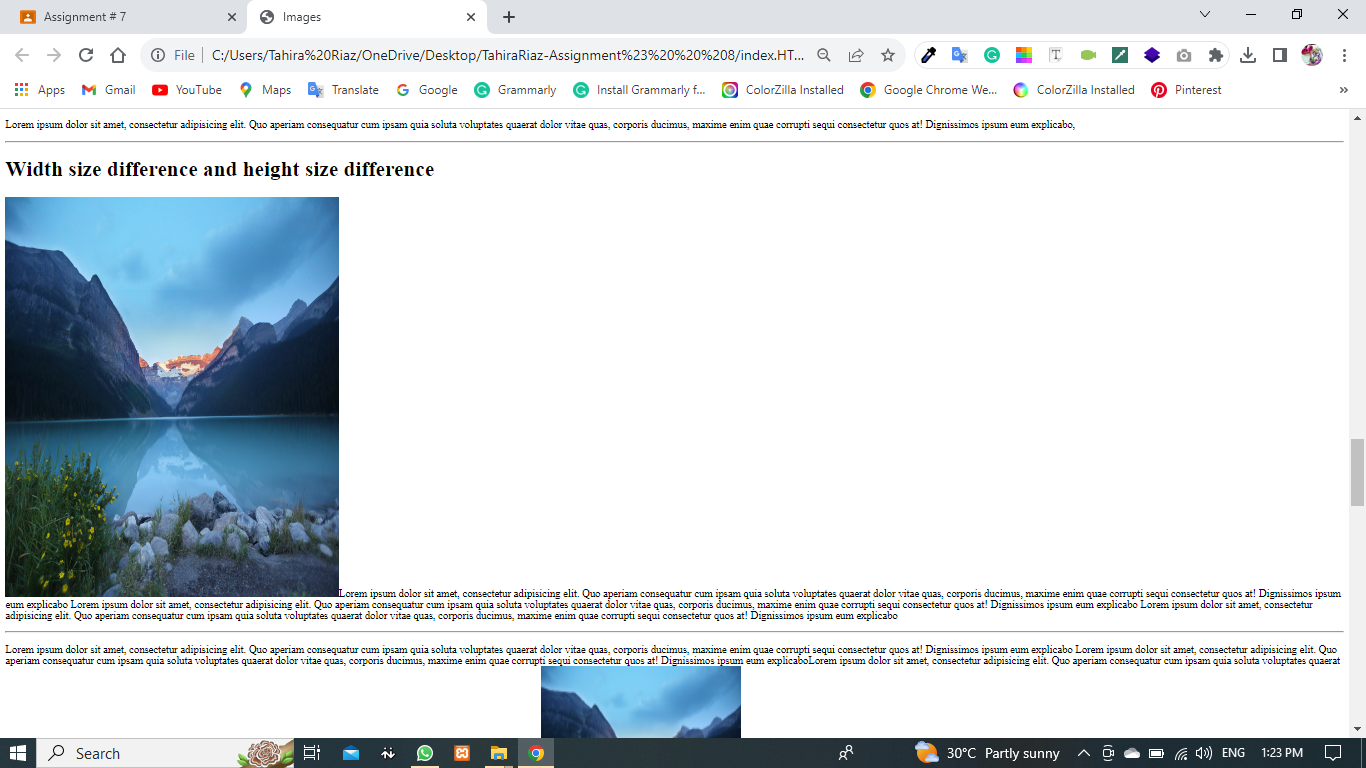 Assignment # 7
Images
File
C:/Users/Tahira%20Riaz/OneDrive/Desktop/TahiraRiaz-Assignment%23%20%20%208/index.HT...
Apps
Gmail
YouTube
Maps
Translate
Google
Grammarly
Install Grammarly f...
ColorZilla Installed
Google Chrome We...
ColorZilla Installed
Pinterest
»
Lorem ipsum dolor sit amet, consectetur adipisicing elit. Quo aperiam consequatur cum ipsam quia soluta voluptates quaerat dolor vitae quas, corporis ducimus, maxime enim quae corrupti sequi consectetur quos at! Dignissimos ipsum eum explicabo,
Width size difference and height size difference
Lorem ipsum dolor sit amet, consectetur adipisicing elit. Quo aperiam consequatur cum ipsam quia soluta voluptates quaerat dolor vitae quas, corporis ducimus, maxime enim quae corrupti sequi consectetur quos at! Dignissimos ipsum
eum explicabo Lorem ipsum dolor sit amet, consectetur adipisicing elit. Quo aperiam consequatur cum ipsam quia soluta voluptates quaerat dolor vitae quas, corporis ducimus, maxime enim quae corrupti sequi consectetur quos at! Dignissimos ipsum eum explicabo Lorem ipsum dolor sit amet, consectetur
adipisicing elit. Quo aperiam consequatur cum ipsam quia soluta voluptates quaerat dolor vitae quas, corporis ducimus, maxime enim quae corrupti sequi consectetur quos at! Dignissimos ipsum eum explicabo
Lorem ipsum dolor sit amet, consectetur adipisicing elit. Quo aperiam consequatur cum ipsam quia soluta voluptates quaerat dolor vitae quas, corporis ducimus, maxime enim quae corrupti sequi consectetur quos at! Dignissimos ipsum eum explicabo Lorem ipsum dolor sit amet, consectetur adipisicing elit. Quo
aperiam consequatur cum ipsam quia soluta voluptates quaerat dolor vitae quas, corporis ducimus, maxime enim quae corrupti sequi consectetur quos at! Dignissimos ipsum eum explicaboLorem ipsum dolor sit amet, consectetur adipisicing elit. Quo aperiam consequatur cum ipsam quia soluta voluptates quaerat
Search
30°C Partly sunny
ENG
1:23 PM